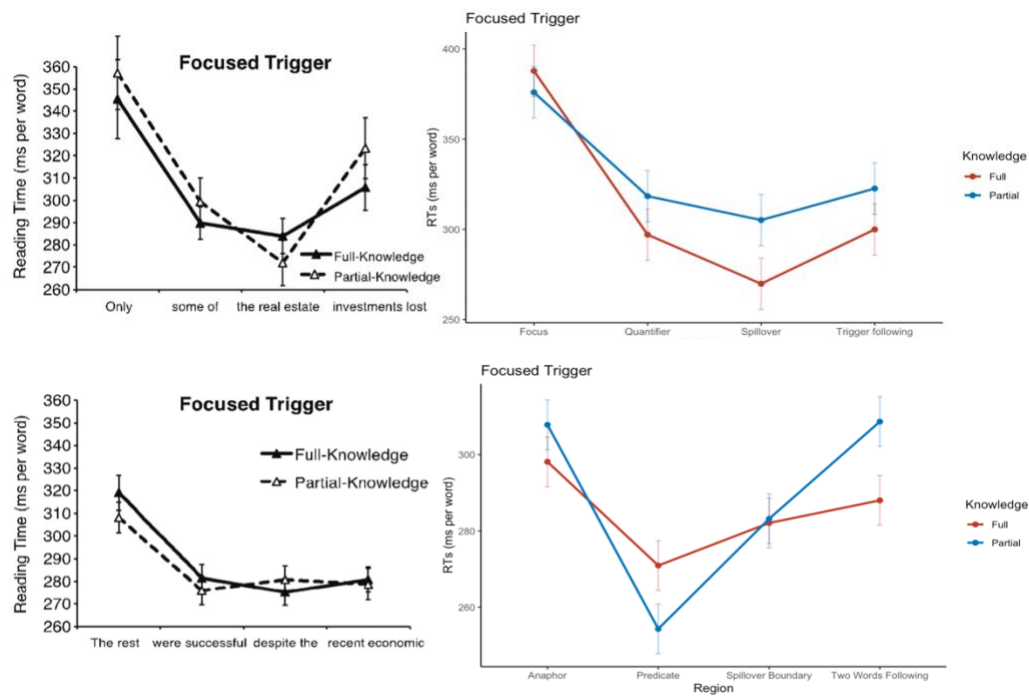 Focused Trigger
360
350
340
330
320
310
300
290
280
270
260
Reading Time (ms per word)
Full-Knowledge
Partial-Knowledge
Only some of the real estate investments lost
Focused Trigger
400
350
300
250
RTs (ms per word)
Focus Quantifier Spillover Trigger following
Knowledge
Full
Partial
Focused Trigger
360
350
340
330
320
310
300
290
280
270
260
Reading Time (ms per word)
Full-Knowledge
Partial-Knowledge
The rest were successful despite the recent economic
Focused Trigger
300
280
260
RTs (ms per word)
Anaphor Predicate Spillover Boundary Two Words Following
Region
Knowledge
Full
Partial